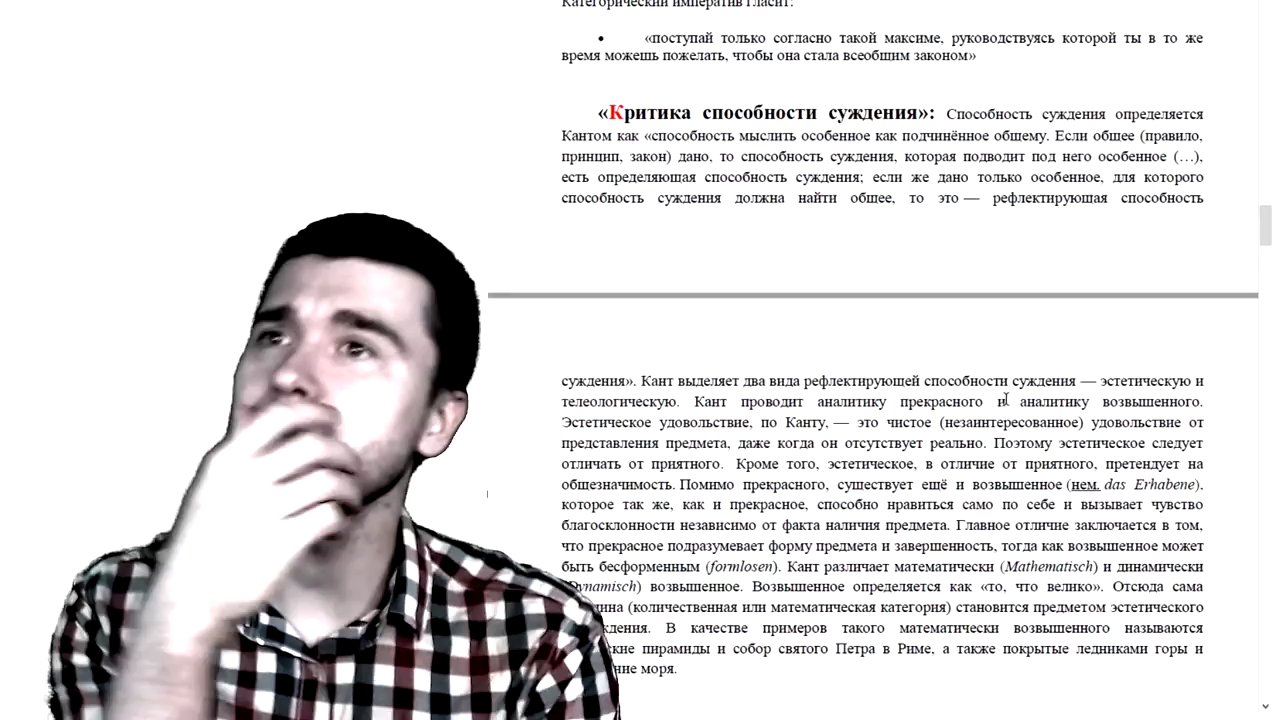 Категорический императив гласит:
• «поступай только согласно такой максиме, руководствуясь которой ты в то же
время можешь пожелать, чтобы она стала всеобщим законом»
«Критика способности суждения»: Способность суждения определяется
Кантом как «способность мыслить особенное как подчинённое общему. Если общее (правило,
принцип, закон) дано, то способность суждения, которая подводит под него особенное (…),
есть определяющая способность суждения; если же дано только особенное, для которого
способность суждения должна найти общее, то это — рефлектирующая способность
суждения». Кант выделяет два вида рефлектирующей способности суждения — эстетическую и
телеологическую. Кант проводит аналитику прекрасного и аналитику возвышенного.
Эстетическое удовольствие, по Канту, — это чистое (незаинтересованное) удовольствие от
представления предмета, даже когда он отсутствует реально. Поэтому эстетическое следует
отличать от приятного. Кроме того, эстетическое, в отличие от приятного, претендует на
общезначимость. Помимо прекрасного, существует ещё и возвышенное (нем. das Erhabene),
которое так же, как и прекрасное, способно нравиться само по себе и вызывает чувство
благосклонности независимо от факта наличия предмета. Главное отличие заключается в том,
что прекрасное подразумевает форму предмета и завершенность, тогда как возвышенное может
быть бесформенным (formlosen). Кант различает математически (Mathematisch) и динамически
Dynamisch) возвышенное. Возвышенное определяется как «то, что велико». Отсюда сама
(количественная или математическая категория) становится предметом эстетического
В качестве примеров такого математически возвышенного называются
пирамиды и собор святого Петра в Риме, а также покрытые ледниками горы и
моря.